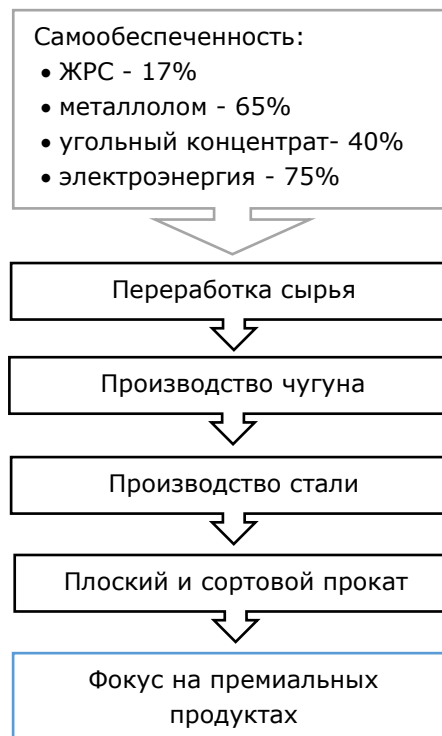 Самообеспеченность:
• ЖРС - 17%
• металлолом - 65%
• угольный концентрат- 40%
• электроэнергия - 75%
Переработка сырья
Производство чугуна
Производство стали
Плоский и сортовой прокат
Фокус на премиальных
продуктах